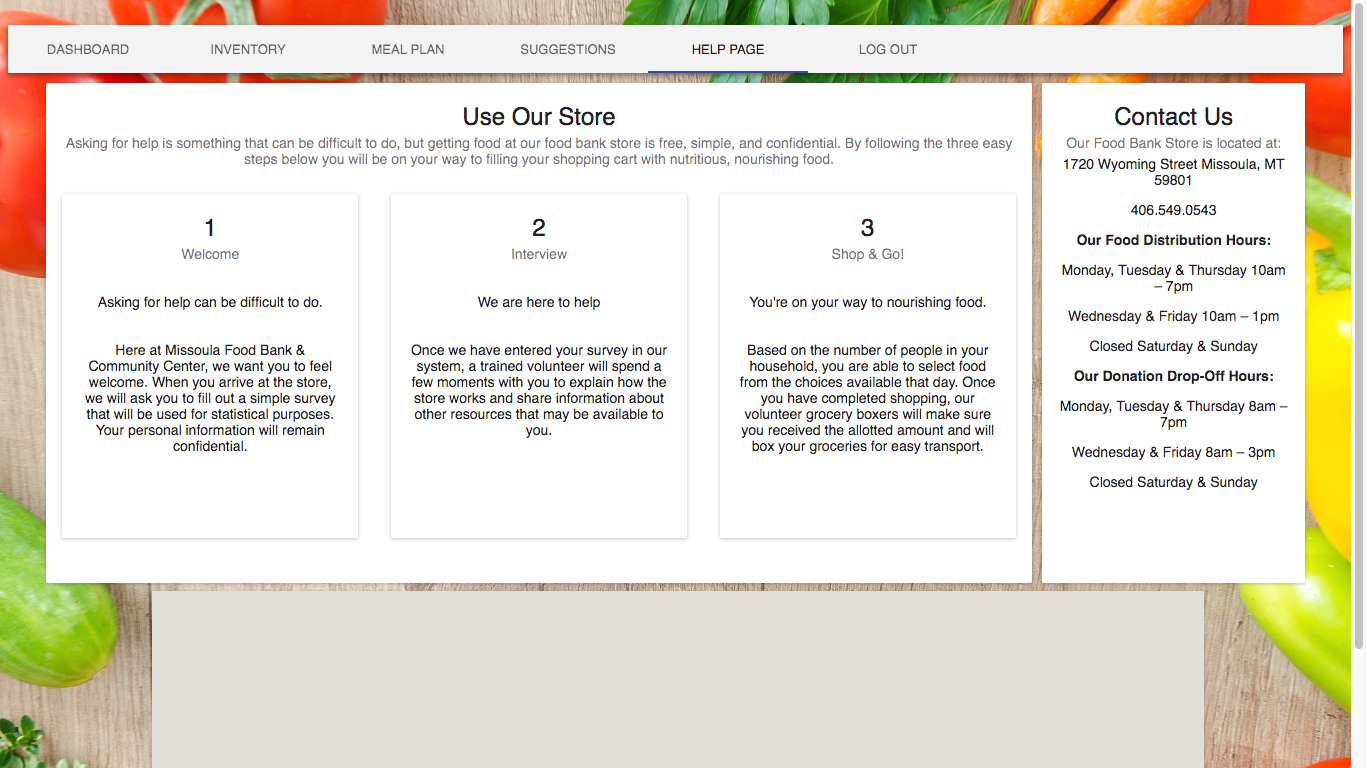 DASHBOARD INVENTORY MEAL PLAN SUGGESTIONS HELP PAGE LOG OUT
Use Our Store
Asking for help is something that can be difficult to do, but getting food at our food bank store is free, simple, and confidential. By following the three easy
steps below you will be on your way to filling your shopping cart with nutritious, nourishing food.
1
Welcome
Asking for help can be difficult to do.
Here at Missoula Food Bank &
Community Center, we want you to feel
welcome. When you arrive at the store,
we will ask you to fill out a simple survey
that will be used for statistical purposes.
Your personal information will remain
confidential.
2
Interview
We are here to help
Once we have entered your survey in our
system, a trained volunteer will spend a
few moments with you to explain how the
store works and share information about
other resources that may be available to
you.
3
Shop & Go!
You're on your way to nourishing food.
Based on the number of people in your
household, you are able to select food
from the choices available that day. Once
you have completed shopping, our
volunteer grocery boxers will make sure
you received the allotted amount and will
box your groceries for easy transport.
Contact Us
Our Food Bank Store is located at:
1720 Wyoming Street Missoula, MT
59801
406.549.0543
Our Food Distribution Hours:
Monday, Tuesday & Thursday 10am
– 7pm
Wednesday & Friday 10am – 1pm
Closed Saturday & Sunday
Our Donation Drop-Off Hours:
Monday, Tuesday & Thursday 8am –
7pm
Wednesday & Friday 8am – 3pm
Closed Saturday & Sunday